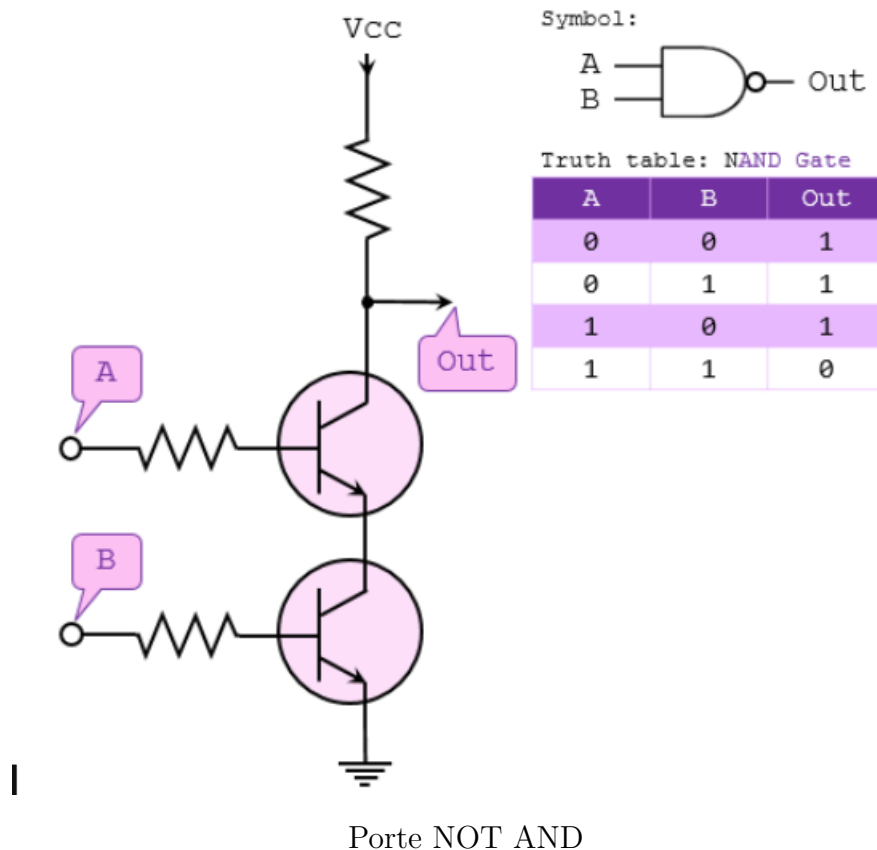 Vcc
Out
A
B
Symbol:
A
B
Out
Truth table: NAND Gate
A B Out
0 0 1
0 1 1
1 0 1
1 1 0
Porte NOT AND